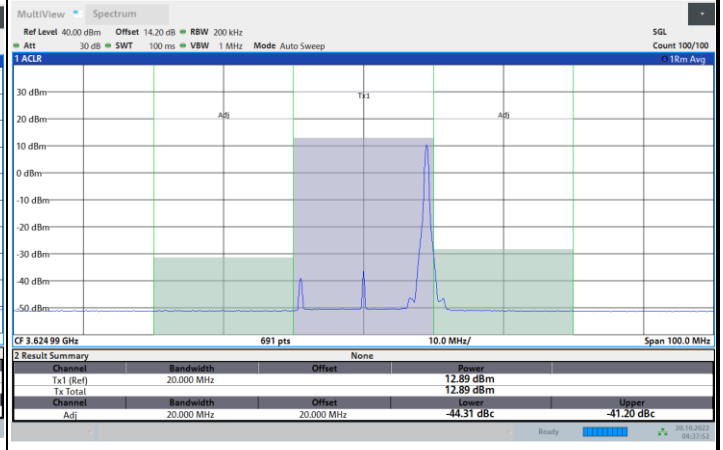 MultiView Spectrum
Ref Level 40.00 dBm Offset 14.20 dB RBW 200 kHz SGL
Att 30 dB SWT 100 ms VBW 1 MHz Mode Auto Sweep Count 100/100
1 ACLR 1Rm Avg
30 dBm
Tx1
20 dBm Adj Adj
10 dBm
0 dBm
-10 dBm
-20 dBm
-30 dBm
-40 dBm
-50 dBm
CF 3.624 99 GHz 691 pts 10.0 MHz/ Span 100.0 MHz
2 Result Summary None
Channel Bandwidth Offset Power
Tx1 (Ref) 20.000 MHz 12.89 dBm
Tx Total 12.89 dBm
Channel Bandwidth Offset Lower Upper
Adj 20.000 MHz 20.000 MHz -44.31 dBc -41.20 dBc
Ready 20.10.2022
04:37:52